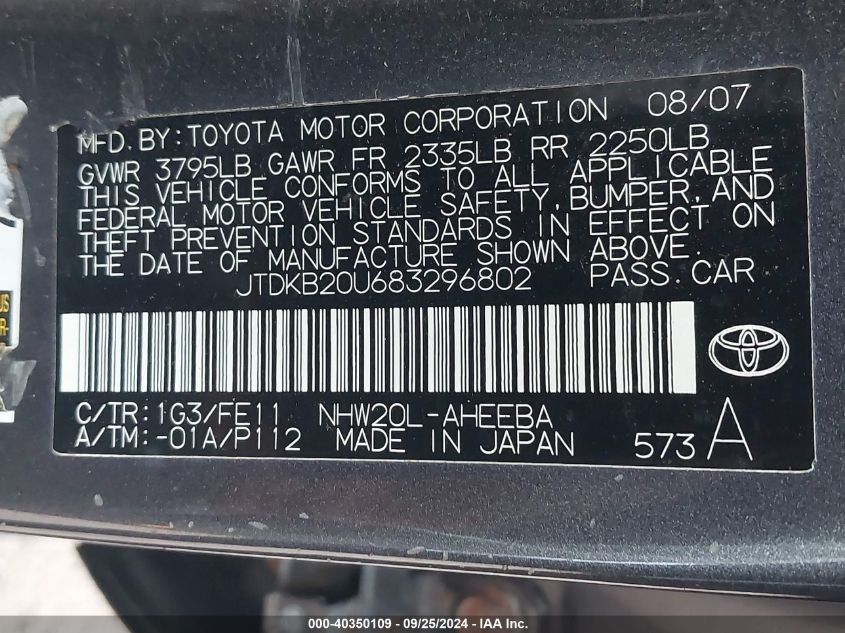 MFD. BY: TOYOTA MOTOR CORPORATION 08/07
GVWR 3795LB GAWR FR 2335LB RR 2250LB
THIS VEHICLE CONFORMS TO ALL APPLICABLE
FEDERAL MOTOR VEHICLE SAFETY, BUMPER, AND
THEFT PREVENTION STANDARDS IN EFFECT ON
THE DATE OF MANUFACTURE SHOWN ABOVE.
JTDKB20U683296802 PASS. CAR
C/TR: 1G3/FE11 NHW20L-AHEEBA
A/TM: -01A/P112 MADE IN JAPAN 573 A
000-40350109 - 09/25/2024 - IAA Inc.